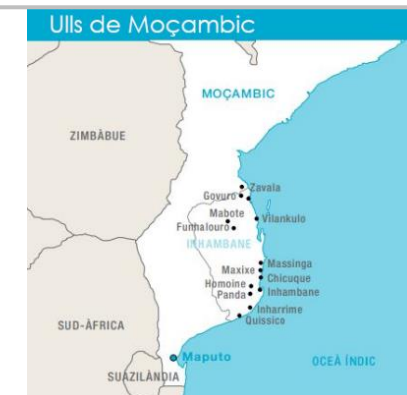 Ulls de Moçambic
MOÇAMBIC
ZIMBÀBUE
Zavala
Govuro
Mabote
Vilankulo
Funhalouro
INHAMBANE
Massinga
Maxixe
Chicuque
Homoine
Inhambane
Panda
Inharrime
Quissico
SUD-ÀFRICA
Maputo
OCEÀ ÍNDIC
SUAZILÀNDIA